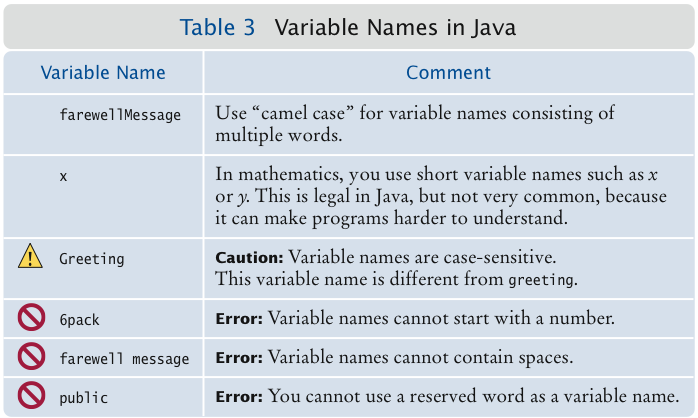 Table 3 Variable Names in Java
Variable Name Comment
farewellMessage Use “camel case” for variable names consisting of
multiple words.
x In mathematics, you use short variable names such as x
or y. This is legal in Java, but not very common, because
it can make programs harder to understand.
! Greeting Caution: Variable names are case-sensitive.
This variable name is different from greeting.
6pack Error: Variable names cannot start with a number.
farewell message Error: Variable names cannot contain spaces.
public Error: You cannot use a reserved word as a variable name.